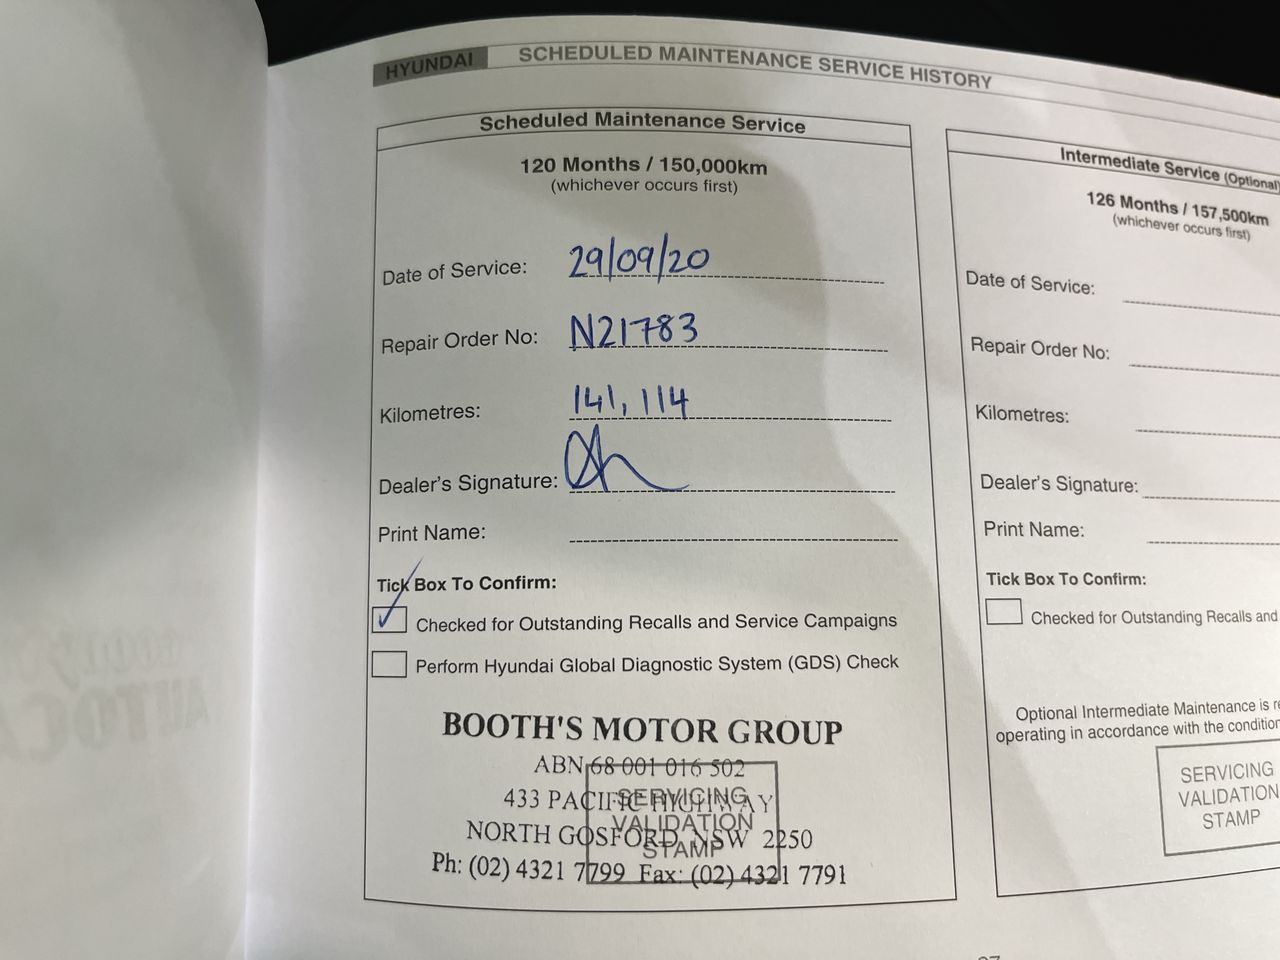 HYUNDAI SCHEDULED MAINTENANCE SERVICE HISTORY
Scheduled Maintenance Service
120 Months / 150,000km
(whichever occurs first)
Date of Service: 29/09/20
Repair Order No: N21783
Kilometres: 141,114
Dealer's Signature:
Print Name:
Tick Box To Confirm:
Checked for Outstanding Recalls and Service Campaigns
Perform Hyundai Global Diagnostic System (GDS) Check
BOOTH'S MOTOR GROUP
ABN 68 001 016 502
433 PACIFIC HIGHWAY
NORTH GOSFORD NSW 2250
Ph: (02) 4321 7799 Fax: (02) 4321 7791
SERVICING
VALIDATION
STAMP
Intermediate Service (Optional)
126 Months / 157,500km
(whichever occurs first)
Date of Service:
Repair Order No:
Kilometres:
Dealer's Signature:
Print Name:
Tick Box To Confirm:
Checked for Outstanding Recalls and
Optional Intermediate Maintenance is
operating in accordance with the
SERVICING
VALIDATION
STAMP